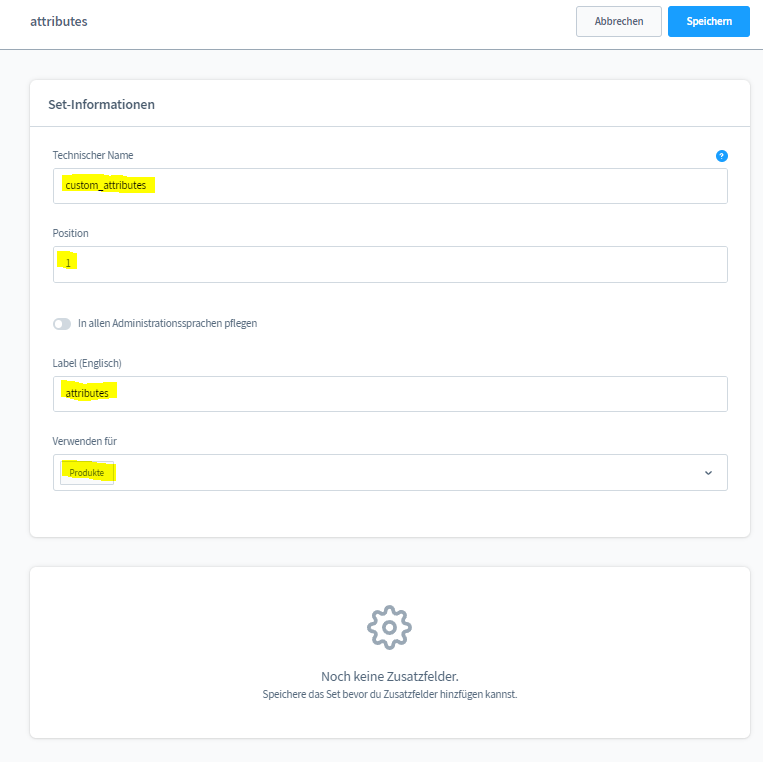 attributes
Abbrechen
Speichern
Set-Informationen
Technischer Name
?
custom_attributes
Position
1
In allen Administrationssprachen pflegen
Label (Englisch)
attributes
Verwenden für
Produkte
Noch keine Zusatzfelder.
Speichere das Set bevor du Zusatzfelder hinzfügen kannst.